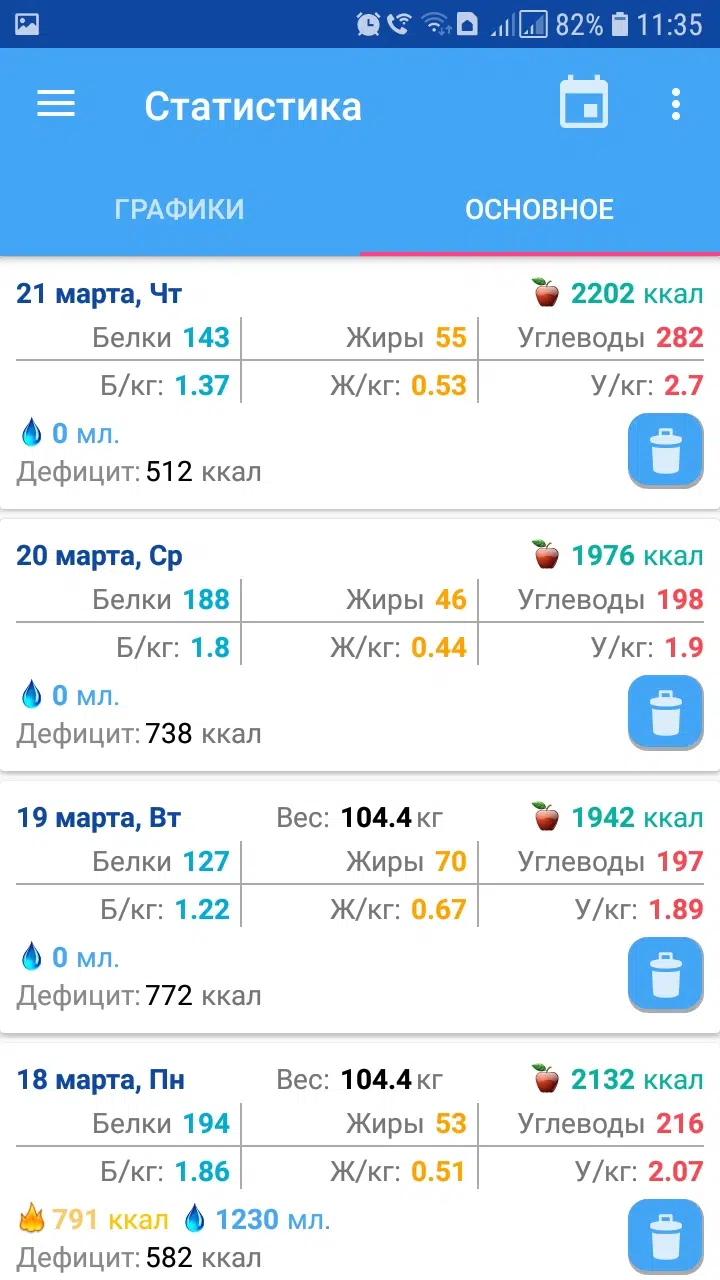 82% 11:35
Статистика
ГРАФИКИ ОСНОВНОЕ
21 марта, Чт 2202 ккал
Белки 143 Жиры 55 Углеводы 282
Б/кг: 1.37 Ж/кг: 0.53 У/кг: 2.7
0 мл.
Дефицит: 512 ккал
20 марта, Ср 1976 ккал
Белки 188 Жиры 46 Углеводы 198
Б/кг: 1.8 Ж/кг: 0.44 У/кг: 1.9
0 мл.
Дефицит: 738 ккал
19 марта, Вт Вес: 104.4 кг 1942 ккал
Белки 127 Жиры 70 Углеводы 197
Б/кг: 1.22 Ж/кг: 0.67 У/кг: 1.89
0 мл.
Дефицит: 772 ккал
18 марта, Пн Вес: 104.4 кг 2132 ккал
Белки 194 Жиры 53 Углеводы 216
Б/кг: 1.86 Ж/кг: 0.51 У/кг: 2.07
791 ккал 1230 мл.
Дефицит: 582 ккал